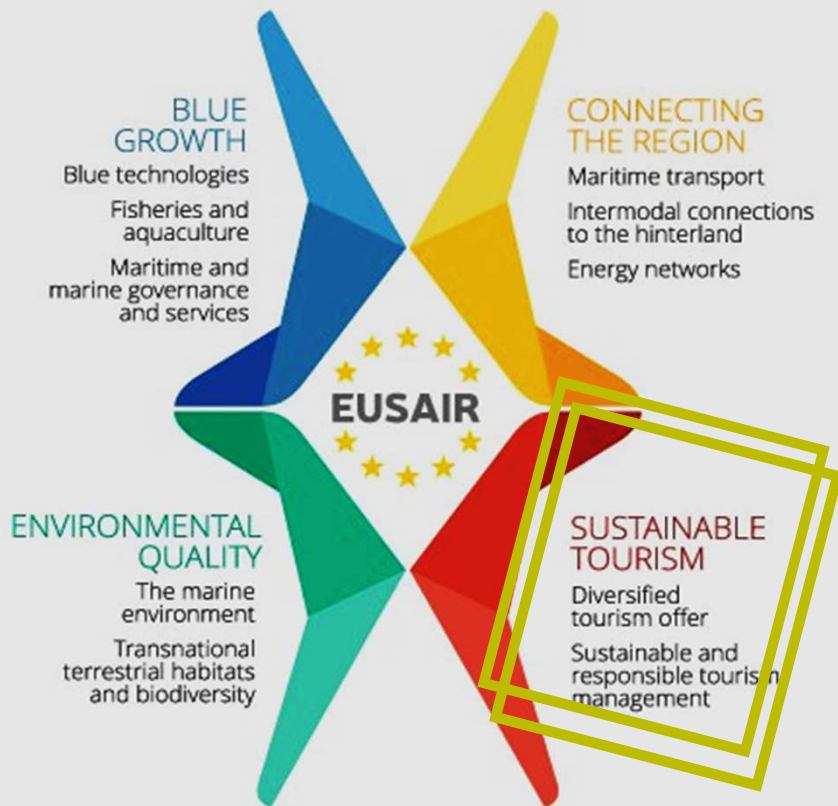 BLUE
GROWTH
Blue technologies
Fisheries and
aquaculture
Maritime and
marine governance
and services
CONNECTING
THE REGION
Maritime transport
Intermodal connections
to the hinterland
Energy networks
EUSAIR
ENVIRONMENTAL
QUALITY
The marine
environment
Transnational
terrestrial habitats
and biodiversity
SUSTAINABLE
TOURISM
Diversified
tourism offer
Sustainable and
responsible tourism
management